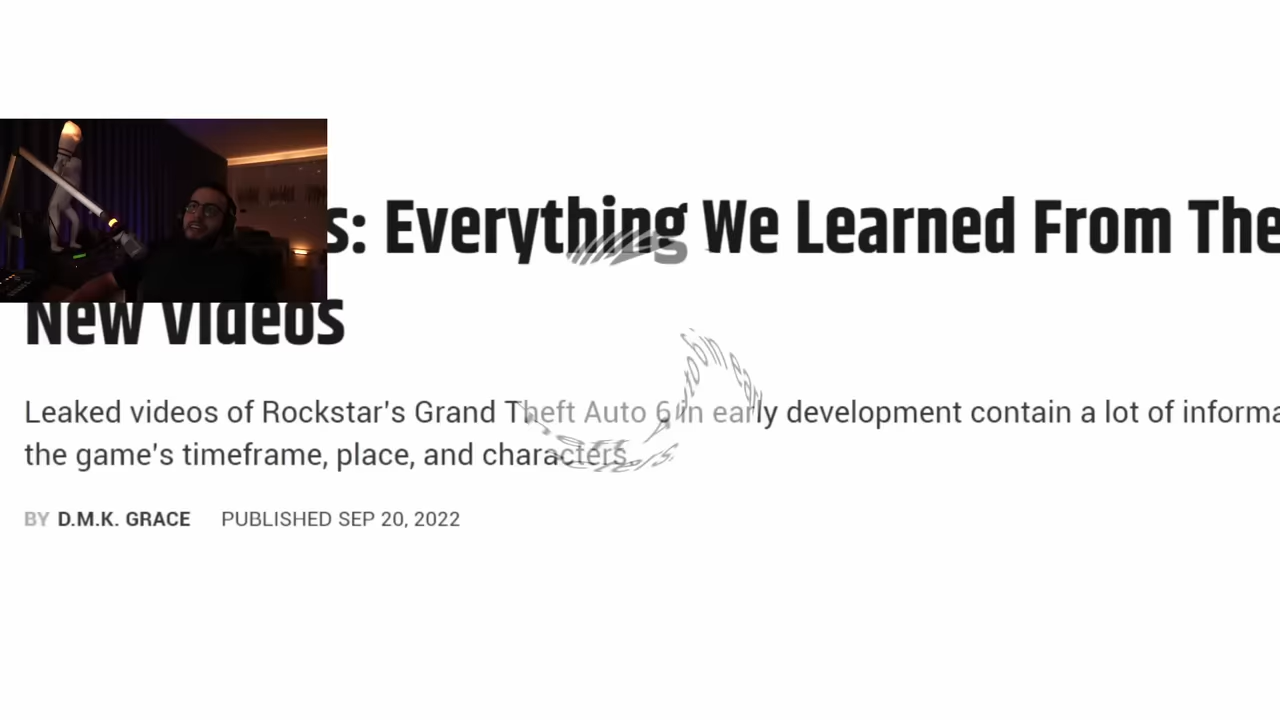 s: Everything We Learned From The
New Videos
Leaked videos of Rockstar's Grand Theft Auto 6 in early development contain a lot of informa
the game's timeframe, place, and characters.
BY D.M.K. GRACE PUBLISHED SEP 20, 2022